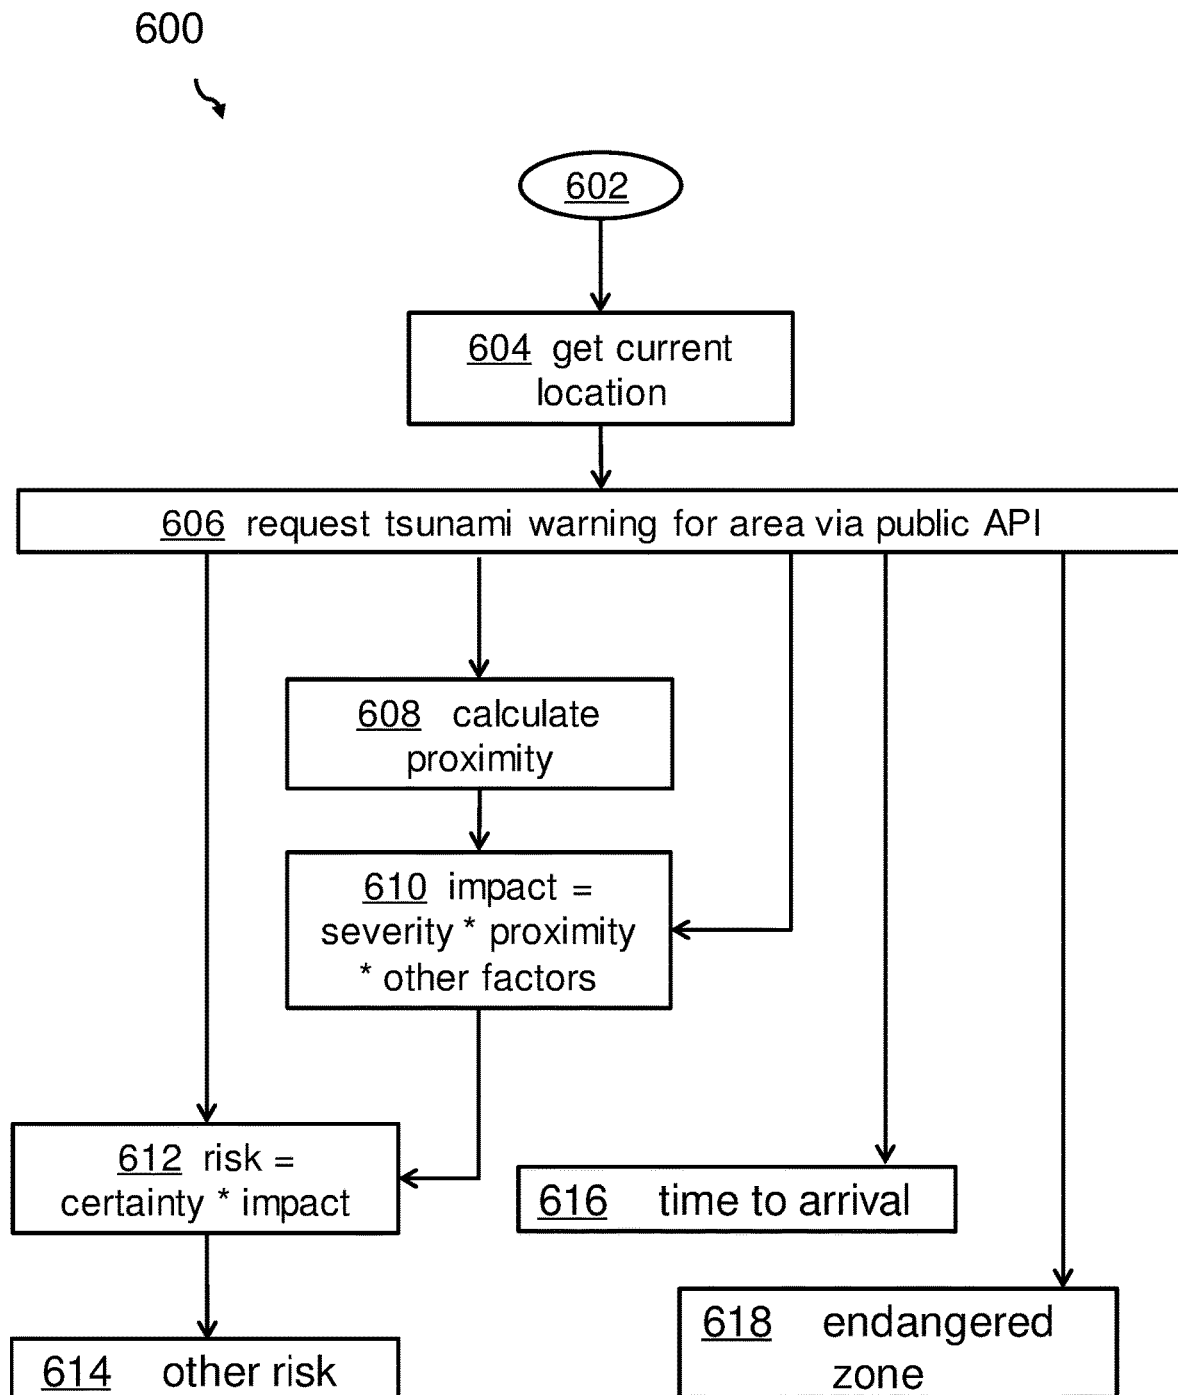 600
602
604 get current
location
606 request tsunami warning for area via public API
608 calculate
proximity
610 impact =
severity * proximity
* other factors
612 risk =
certainty * impact
616 time to arrival
618 endangered
zone
614 other risk